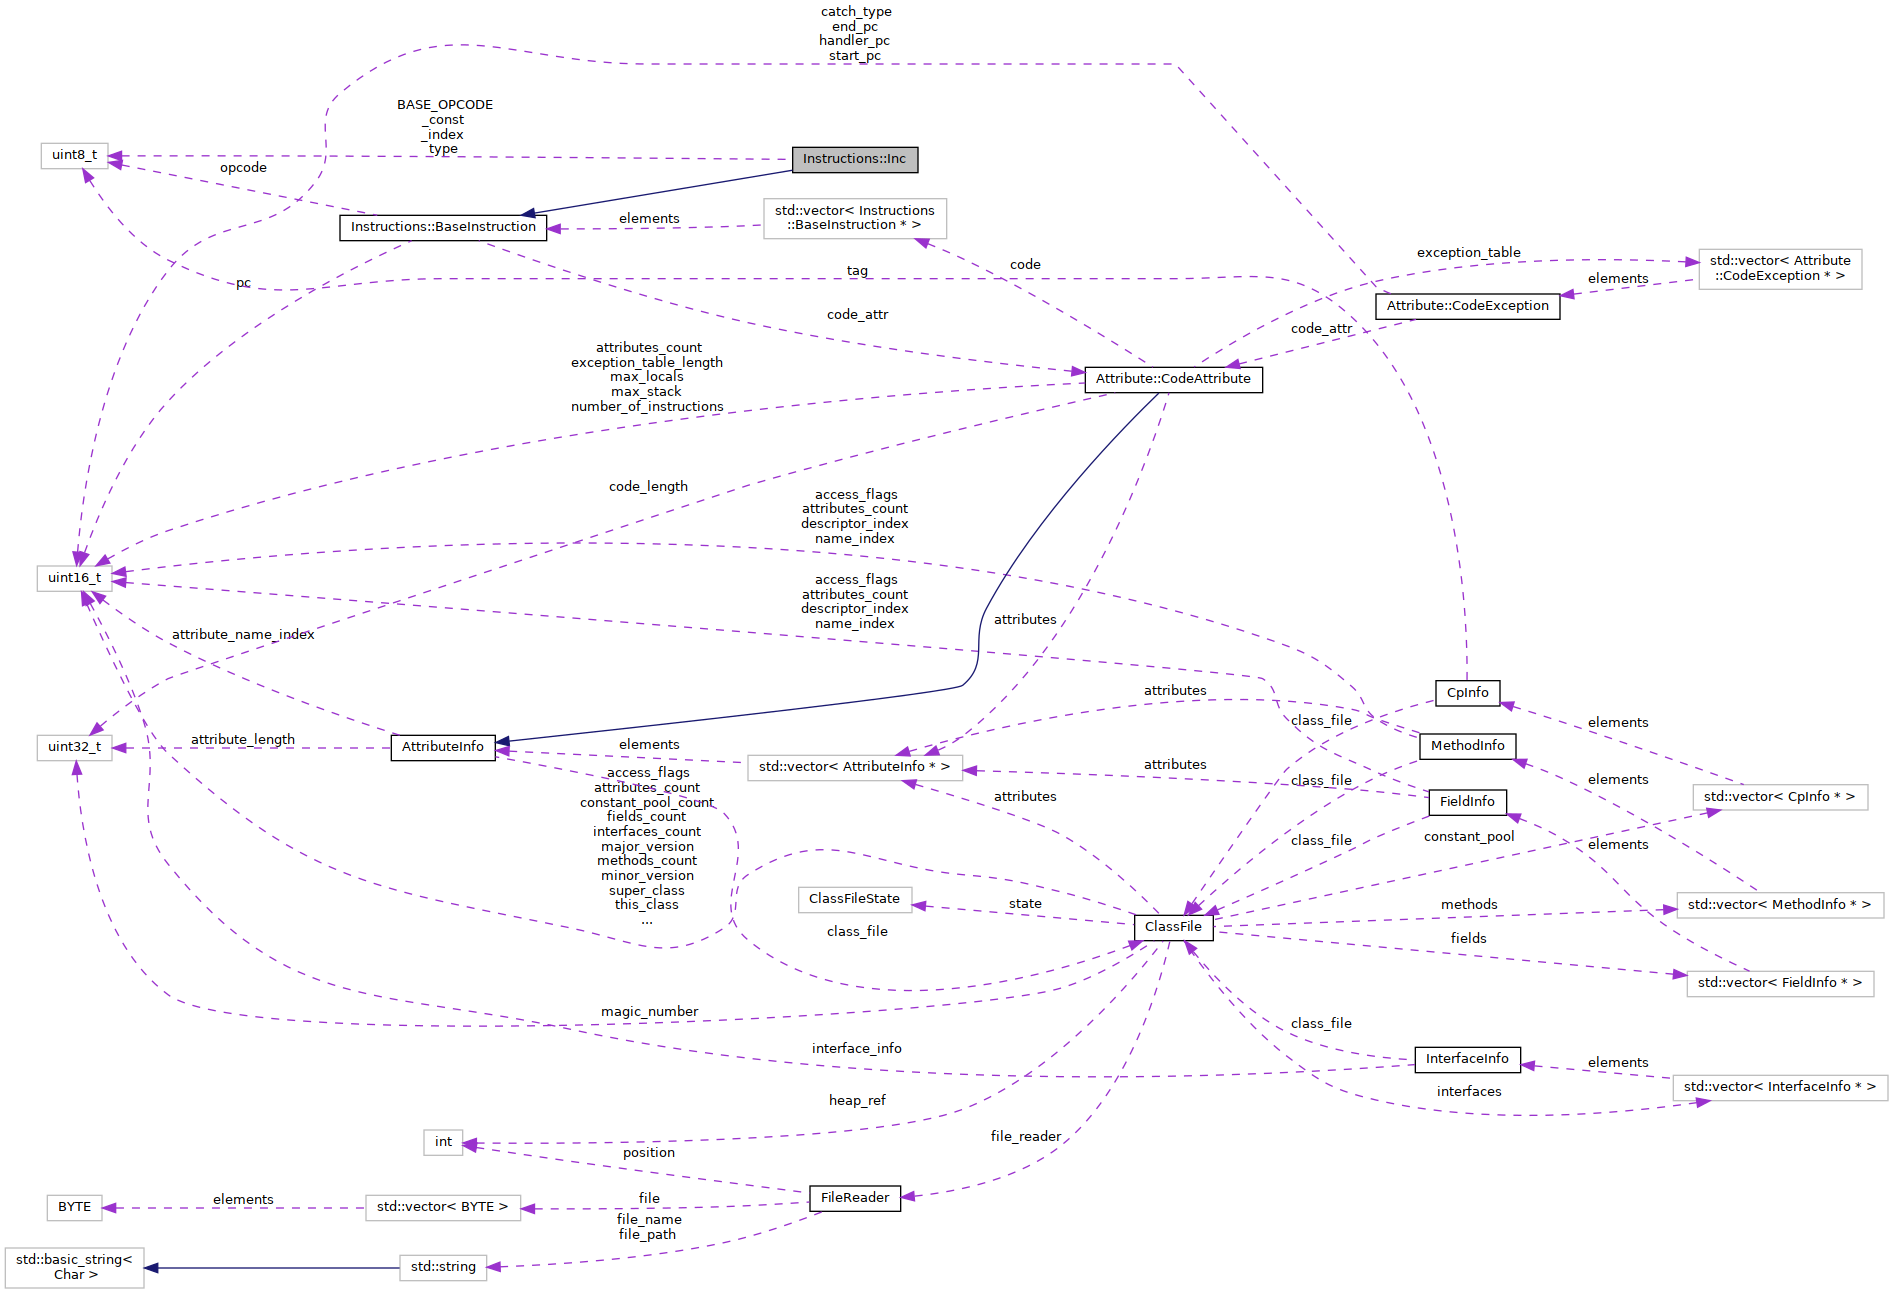 catch_type
end_pc
handler_pc
start_pc
BASE_OPCODE
_const
_index
type
uint8_t
opcode
Instructions::Inc
Instructions::BaseInstruction
elements
std::vector< Instructions
::BaseInstruction * >
code
exception_table
std::vector< Attribute
::CodeException * >
elements
pc
tag
Attribute::CodeException
code_attr
code_attr
attributes_count
exception_table_length
max_locals
max_stack
number_of_instructions
Attribute::CodeAttribute
code_length
access_flags
attributes_count
descriptor_index
name_index
uint16_t
access_flags
attributes_count
descriptor_index
name_index
attribute_name_index
attributes
attributes
CpInfo
class_file
elements
uint32_t
attribute_length
AttributeInfo
elements
std::vector< AttributeInfo * >
MethodInfo
attributes
class_file
elements
access_flags
attributes_count
constant_pool_count
fields_count
interfaces_count
major_version
methods_count
minor_version
super_class
this_class
...
attributes
FieldInfo
std::vector< CpInfo * >
class_file
constant_pool
elements
ClassFileState
state
class_file
ClassFile
methods
std::vector< MethodInfo * >
fields
std::vector< FieldInfo * >
magic_number
class_file
interface_info
InterfaceInfo
elements
std::vector< InterfaceInfo * >
interfaces
heap_ref
int
file_reader
position
BYTE
elements
std::vector< BYTE >
file
FileReader
file_name
file_path
std::basic_string<
Char >
std::string